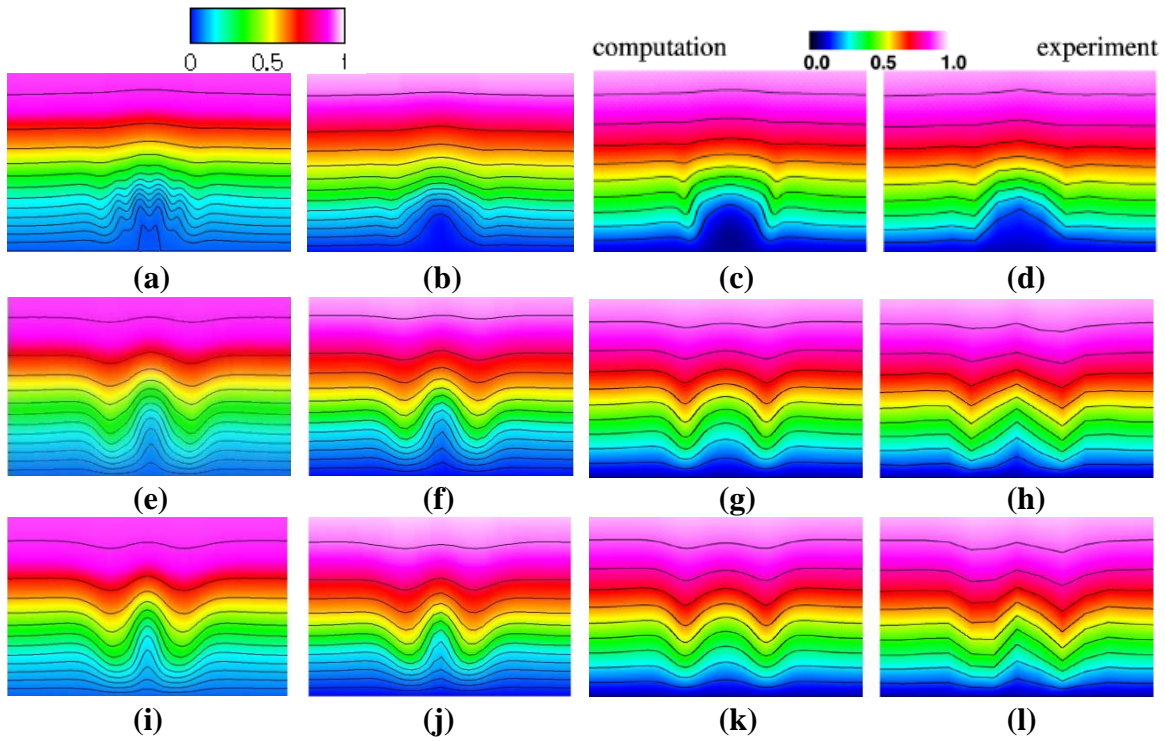 computation
experiment
0 0.5 1
0.0 0.5 1.0
(a) (b) (c) (d)
(e) (f) (g) (h)
(i) (j) (k) (l)